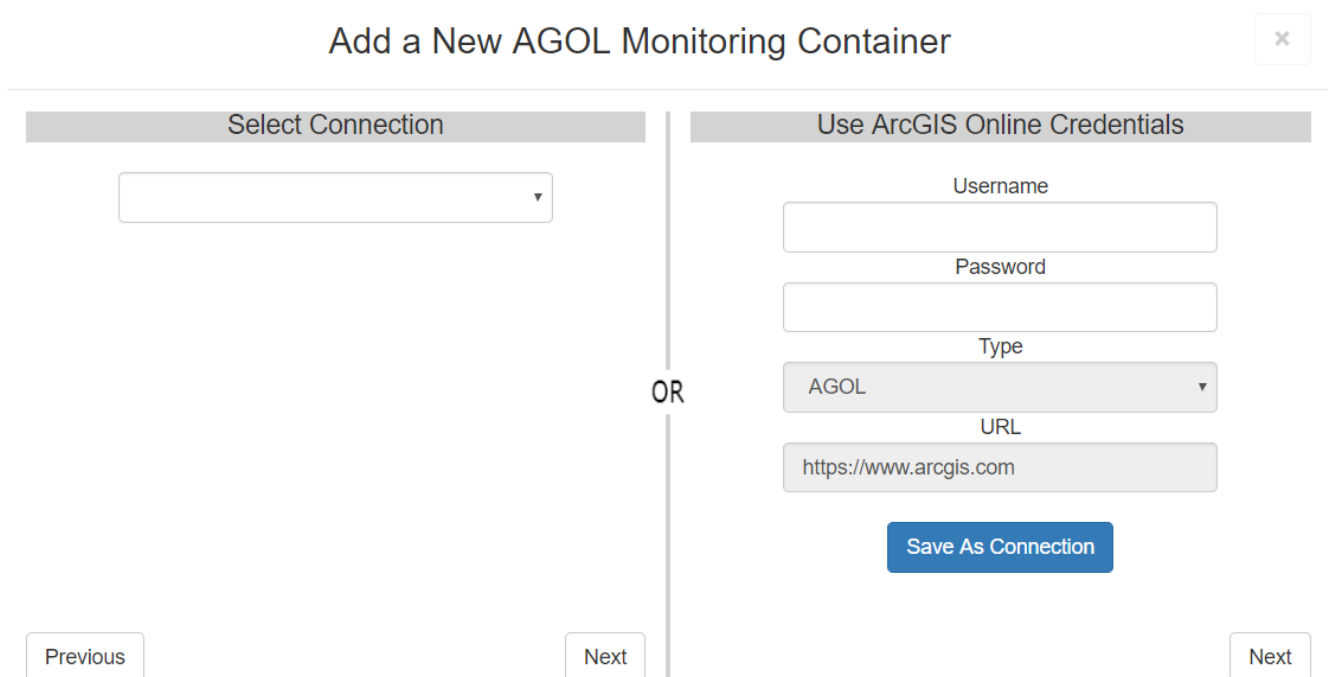 Add a New AGOL Monitoring Container
×
Select Connection
OR
Use ArcGIS Online Credentials
Username
Password
Type
AGOL
URL
https://www.arcgis.com
Save As Connection
Previous
Next
Next